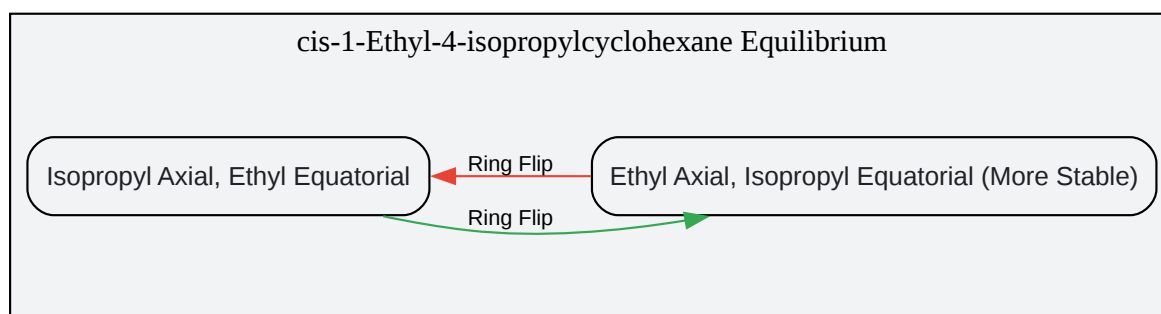 cis-1-Ethyl-4-isopropylcyclohexane Equilibrium
Isopropyl Axial, Ethyl Equatorial
Ring Flip
Ethyl Axial, Isopropyl Equatorial (More Stable)
Ring Flip